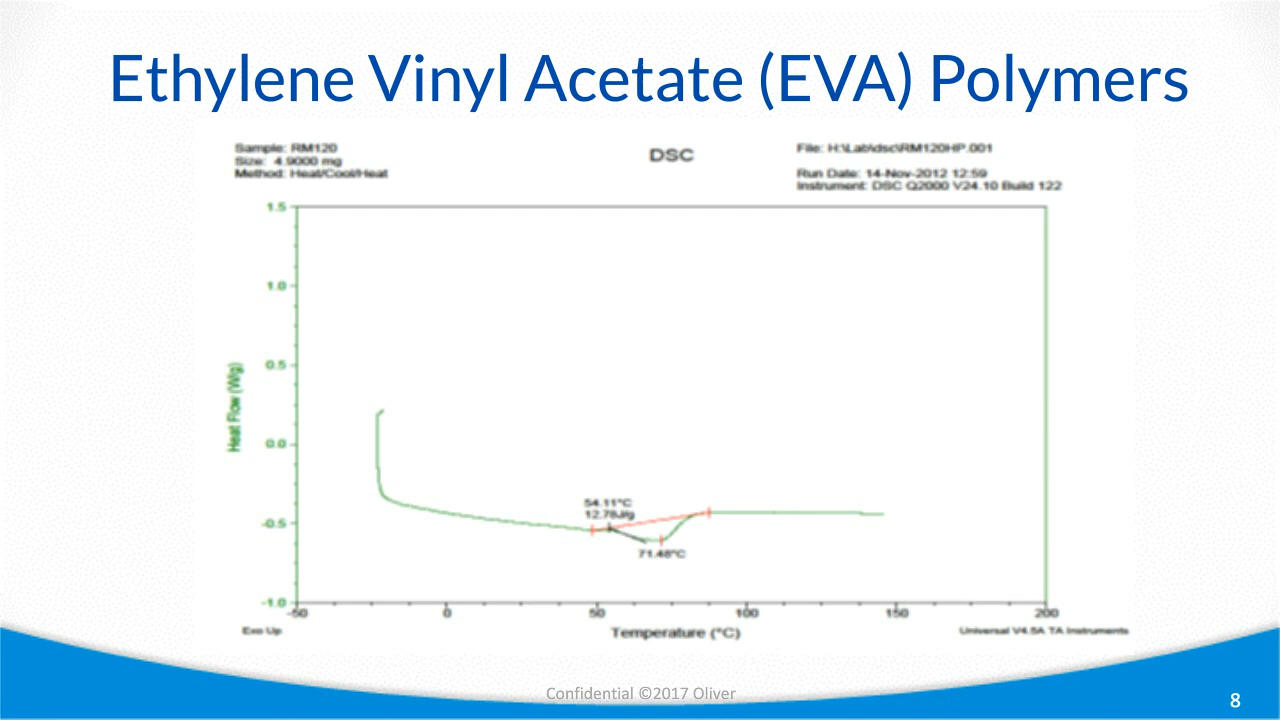 Ethylene Vinyl Acetate (EVA) Polymers
Sample: RM120
Size: 4.9000 mg
Method: Heat/Cool/Heat
DSC
File: H:\Lab\dsc\RM120HP.001
Run Date: 14-Nov-2012 12:59
Instrument: DSC Q2000 V24.10 Build 122
1.5
1.0
0.5
0.0
-0.5
-1.0
Heat Flow (W/g)
54.11°C
12.78J/g
71.48°C
-50
0
50
100
150
200
Exo Up
Temperature (°C)
Universal V4.5A TA Instruments
Confidential ©2017 Oliver
8